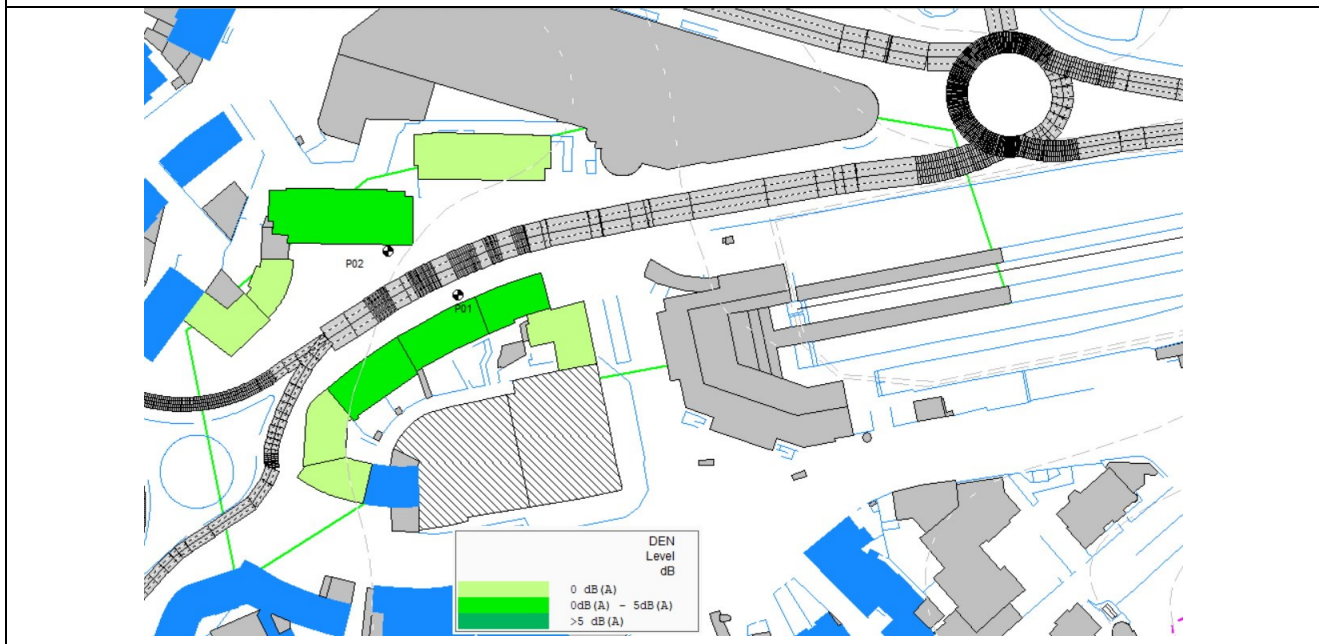 P02
P01
DEN
Level
dB
0 dB(A)
0dB(A) - 5dB(A)
>5 dB(A)